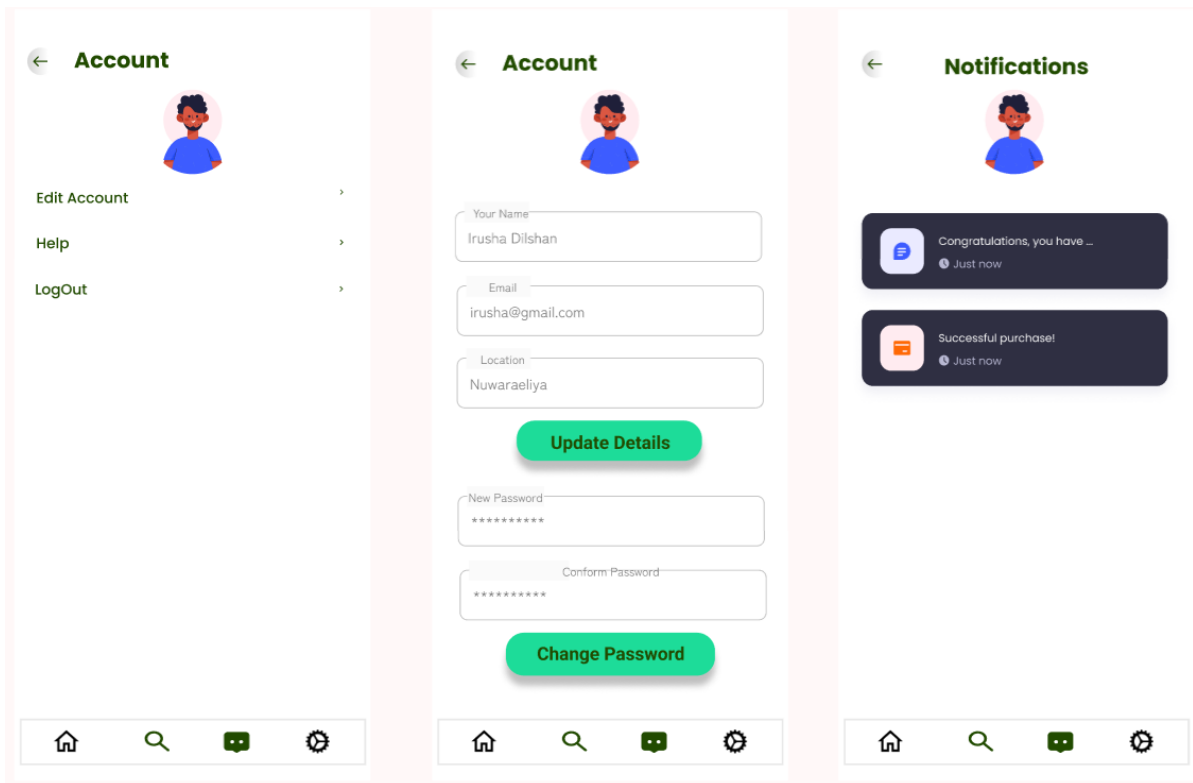 Account
Edit Account
Help
LogOut
Account
Your Name
Irusha Dilshan
Email
irusha@gmail.com
Location
Nuwaraeliya
Update Details
New Password
**********
Conform Password
**********
Change Password
Notifications
Congratulations, you have ...
Just now
Successful purchase!
Just now